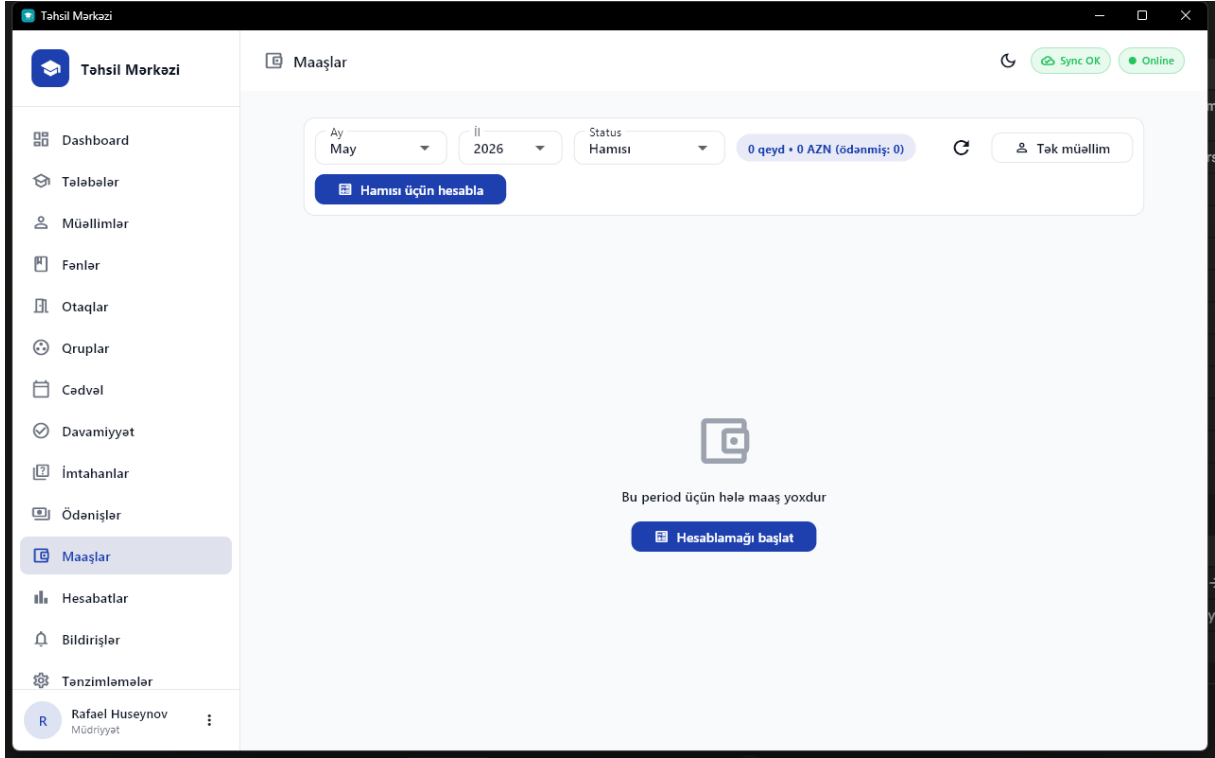 Təhsil Mərkəzi
Təhsil Mərkəzi
Maaşlar
Sync OK
Online
Dashboard
Tələbələr
Müəllimlər
Fənlər
Otaqlar
Qruplar
Cədvəl
Davamiyyət
İmtahanlar
Ödənişlər
Maaşlar
Hesabatlar
Bildirişlər
Tənzimləmələr
R
Rafael Huseynov
Müdriyyət
Ay
May
İl
2026
Status
Hamısı
0 qeyd • 0 AZN (ödənmiş: 0)
Tək müəllim
Hamısı üçün hesabla
Bu period üçün hələ maaş yoxdur
Hesablamağı başlat